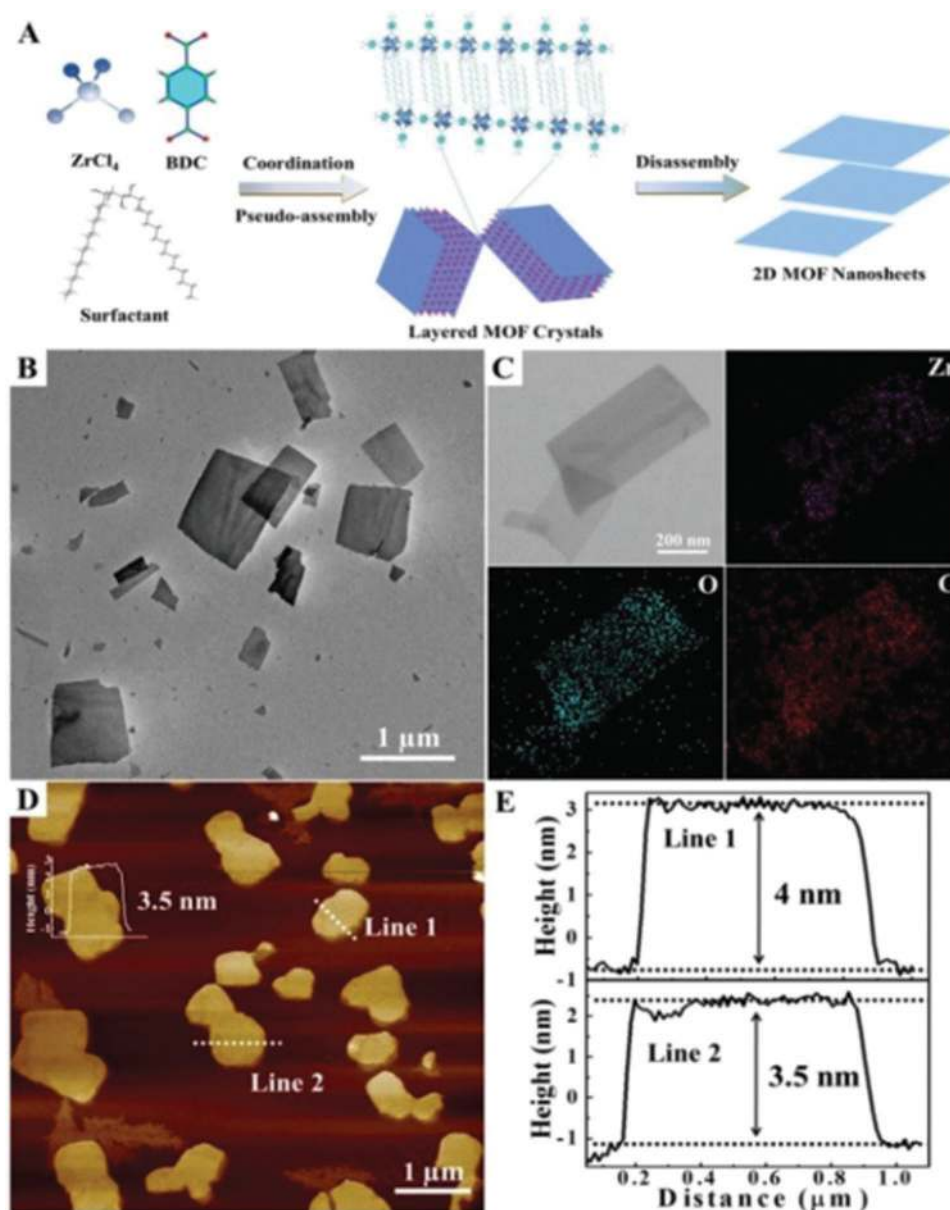 A
ZrCl₄
BDC
Surfactant
Coordination
Pseudo-assembly
Layered MOF Crystals
Disassembly
2D MOF Nanosheets
B
1 µm
C
200 nm
Zr
O
D
Height (nm)
3.5 nm
Line 1
Line 2
1 µm
E
Height (nm)
3
2
0
-1
Line 1
4 nm
Height (nm)
2
1
-1
Line 2
3.5 nm
0.2 0.4 0.6 0.8 1.0
Distance (µm)